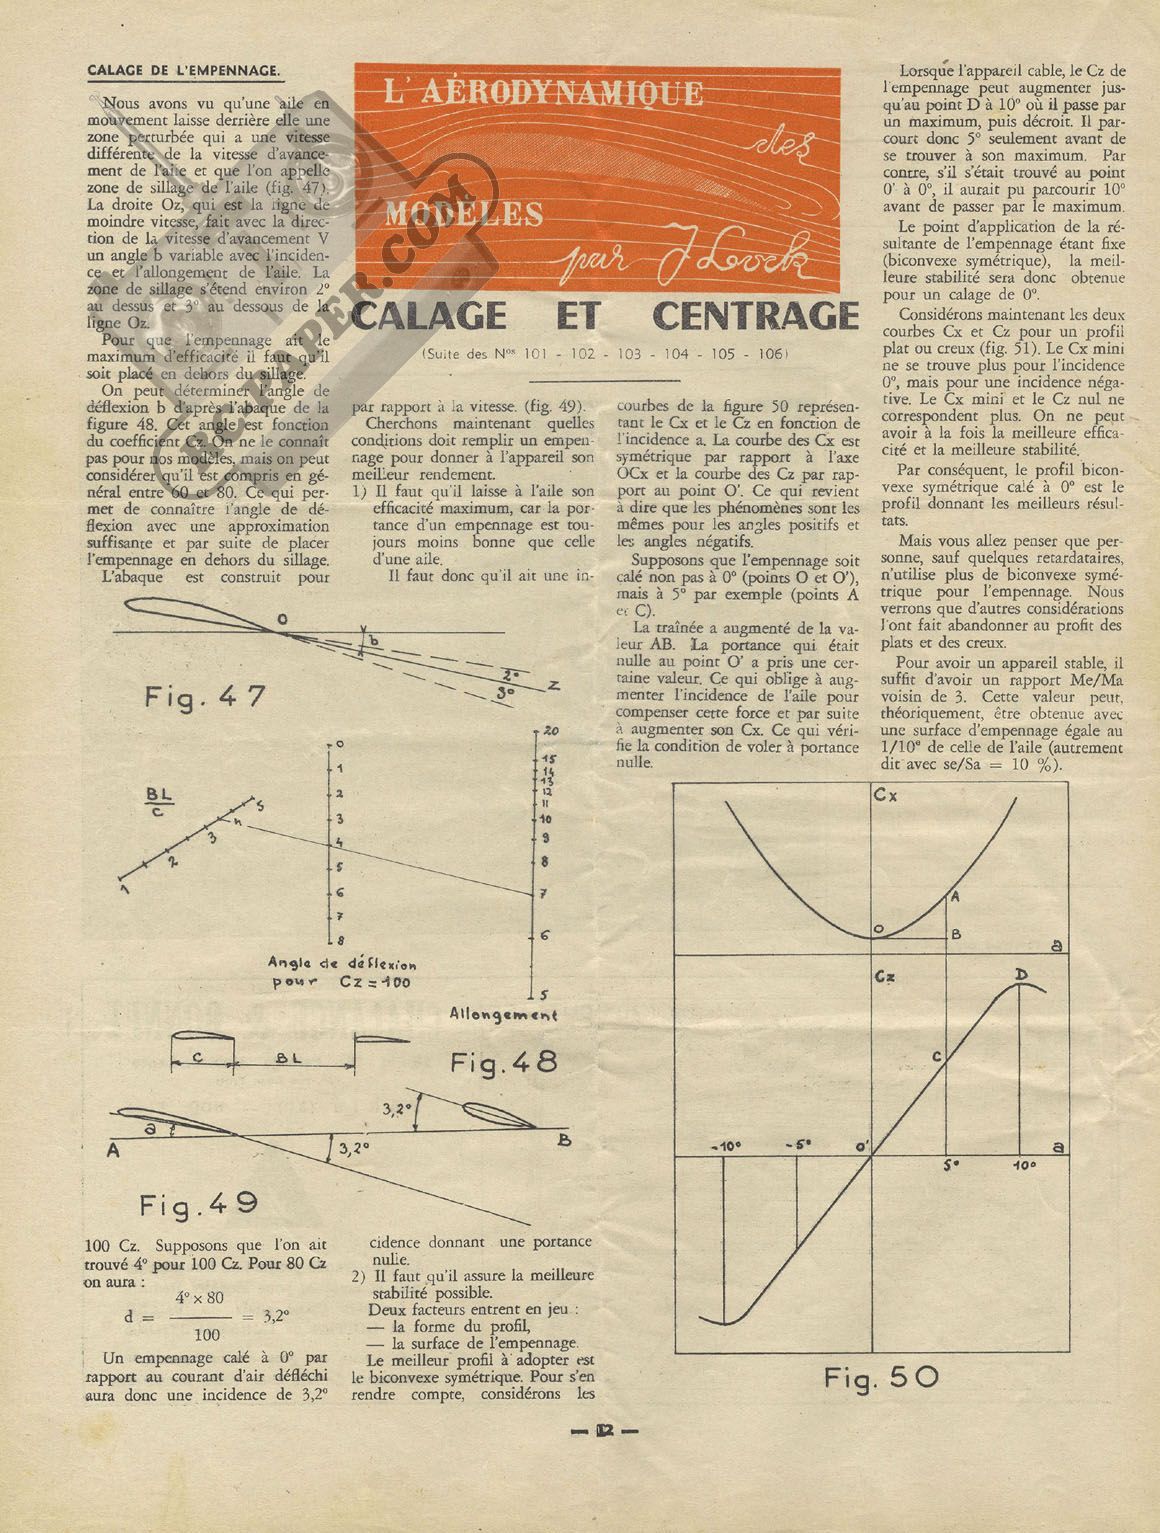 CALAGE DE L'EMPENNAGE.
Nous avons vu qu'une aile en
mouvement laisse derrière elle une
zone perturbée qui a une vitesse
différente de la vitesse d'avance-
ment de l'aile et que l'on appelle
zone de sillage de l'aile (fig. 47).
La droite Oz, qui est la ligne de
moindre vitesse, fait avec la direc-
tion de la vitesse d'avancement V
un angle b variable avec l'inciden-
ce et l'allongement de l'aile. La
zone de sillage s'étend environ 2°
au dessus et 3° au dessous de la
ligne Oz.
Pour que l'empennage ait le
maximum d'efficacité il faut qu'il
soit placé en dehors du sillage.
On peut déterminer l'angle de
déflexion b d'après l'abaque de la
figure 48. Cet angle est fonction
du coefficient Cz. On ne le connaît
pas pour nos modèles, mais on peut
considérer qu'il est compris en gé-
néral entre 60 et 80. Ce qui per-
met de connaître l'angle de dé-
flexion avec une approximation
suffisante et par suite de placer
l'empennage en dehors du sillage.
L'abaque est construit pour
L'AÉRODYNAMIQUE
des
MODÈLES
par J Lovck
CALAGE ET CENTRAGE
(Suite des Nos 101 - 102 - 103 - 104 - 105 - 106)
BCIPAPER.COM
O
b
2°
3°
Z
Fig. 47
BL
C
1
2
3
4
5
0
1
2
3
4
5
6
7
8
Angle de déflexion
pour Cz = 100
20
15
14
13
12
11
10
9
8
7
6
5
Allongement
C
BL
Fig. 48
A
a
3,2°
3,2°
B
Fig. 49
100 Cz. Supposons que l'on ait
trouvé 4° pour 100 Cz. Pour 80 Cz
on aura :
4° x 80
d = ——— = 3,2°
100
Un empennage calé à 0° par
rapport au courant d'air défléchi
aura donc une incidence de 3,2°
par rapport à la vitesse. (fig. 49).
Cherchons maintenant quelles
conditions doit remplir un empen-
nage pour donner à l'appareil son
meilleur rendement.
1) Il faut qu'il laisse à l'aile son
efficacité maximum, car la por-
tance d'un empennage est tou-
jours moins bonne que celle
d'une aile.
Il faut donc qu'il ait une in-
cidence donnant une portance
nulle.
2) Il faut qu'il assure la meilleure
stabilité possible.
Deux facteurs entrent en jeu :
— la forme du profil,
— la surface de l'empennage.
Le meilleur profil à adopter est
le biconvexe symétrique. Pour s'en
rendre compte, considérons les
courbes de la figure 50 représen-
tant le Cx et le Cz en fonction de
l'incidence a. La courbe des Cx est
symétrique par rapport à l'axe
OCx et la courbe des Cz par rap-
port au point O'. Ce qui revient
à dire que les phénomènes sont les
mêmes pour les angles positifs et
les angles négatifs.
Supposons que l'empennage soit
calé non pas à 0° (points O et O'),
mais à 5° par exemple (points A
et C).
La traînée a augmenté de la va-
leur AB. La portance qui était
nulle au point O' a pris une cer-
taine valeur. Ce qui oblige à aug-
menter l'incidence de l'aile pour
compenser cette force et par suite
à augmenter son Cx. Ce qui véri-
fie la condition de voler à portance
nulle.
Lorsque l'appareil cable, le Cz de
l'empennage peut augmenter jus-
qu'au point D à 10° où il passe par
un maximum, puis décroit. Il par-
court donc 5° seulement avant de
se trouver à son maximum. Par
contre, s'il s'était trouvé au point
O' à 0°, il aurait pu parcourir 10°
avant de passer par le maximum.
Le point d'application de la ré-
sultante de l'empennage étant fixe
(biconvexe symétrique), la meil-
leure stabilité sera donc obtenue
pour un calage de 0°.
Considérons maintenant les deux
courbes Cx et Cz pour un profil
plat ou creux (fig. 51). Le Cx mini
ne se trouve plus pour l'incidence
0°, mais pour une incidence néga-
tive. Le Cx mini et le Cz nul ne
correspondent plus. On ne peut
avoir à la fois la meilleure effica-
cité et la meilleure stabilité.
Par conséquent, le profil bicon-
vexe symétrique calé à 0° est le
profil donnant les meilleurs résul-
tats.
Mais vous allez penser que per-
sonne, sauf quelques retardataires,
n'utilise plus de biconvexe symé-
trique pour l'empennage. Nous
verrons que d'autres considérations
l'ont fait abandonner au profit des
plats et des creux.
Pour avoir un appareil stable, il
suffit d'avoir un rapport Me/Ma
voisin de 3. Cette valeur peut,
théoriquement, être obtenue avec
une surface d'empennage égale au
1/10° de celle de l'aile (autrement
dit avec se/Sa = 10 %).
Cx
A
O
B
a
Cz
D
C
-10°
-5°
O'
5°
10°
a
Fig. 50
— 12 —